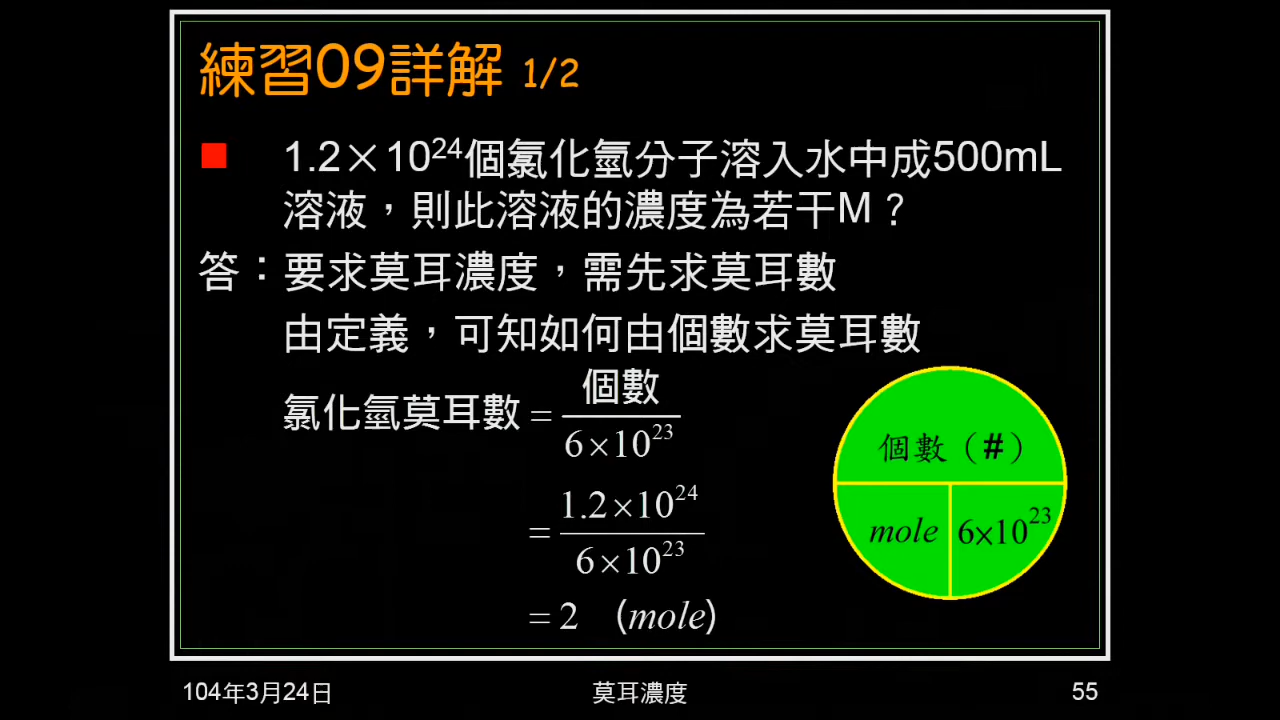 練習09詳解 1/2
1.2×10²⁴個氯化氫分子溶入水中成500mL
溶液，則此溶液的濃度為若干M？
答：要求莫耳濃度，需先求莫耳數
由定義，可知如何由個數求莫耳數
氯化氫莫耳數 = 個數 / 6×10²³
= 1.2×10²⁴ / 6×10²³
= 2 (mole)
個數（#）
mole 6×10²³
104年3月24日 莫耳濃度 55